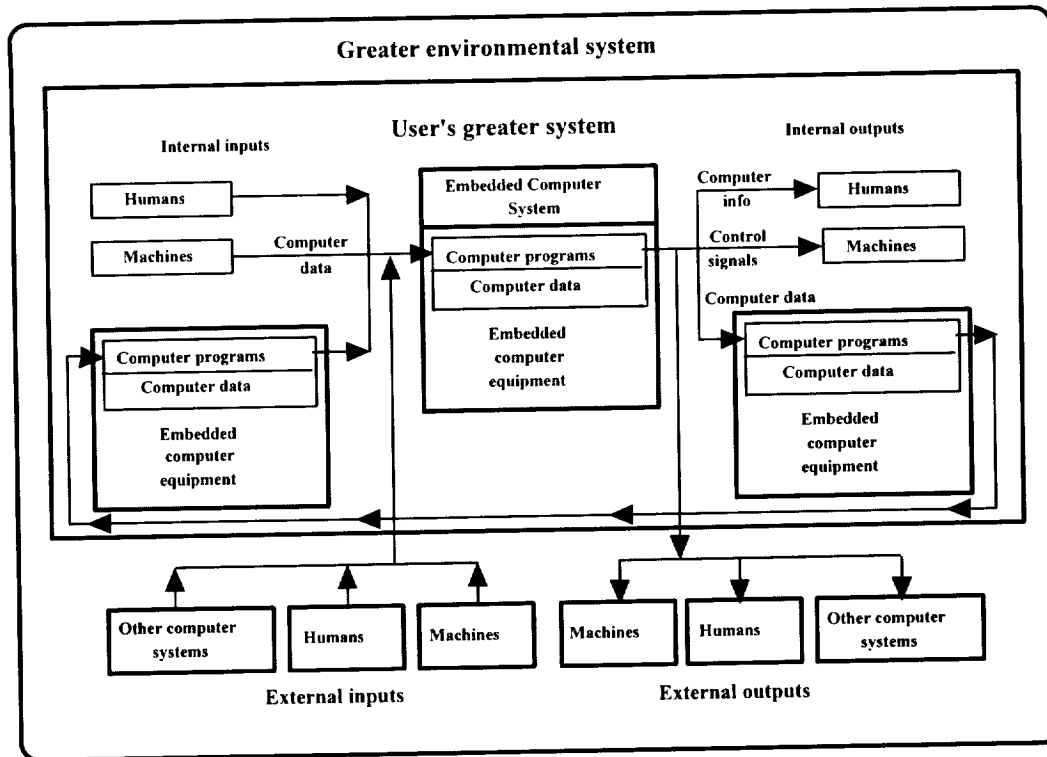 Greater environmental system
User's greater system
Internal inputs
Internal outputs
Humans
Machines
Computer
data
Embedded Computer
System
Computer programs
Computer data
Embedded
computer
equipment
Computer
info
Control
signals
Computer data
Humans
Machines
Computer programs
Computer data
Embedded
computer
equipment
Computer programs
Computer data
Embedded
computer
equipment
Other computer
systems
Humans
Machines
External inputs
Machines
Humans
Other computer
systems
External outputs